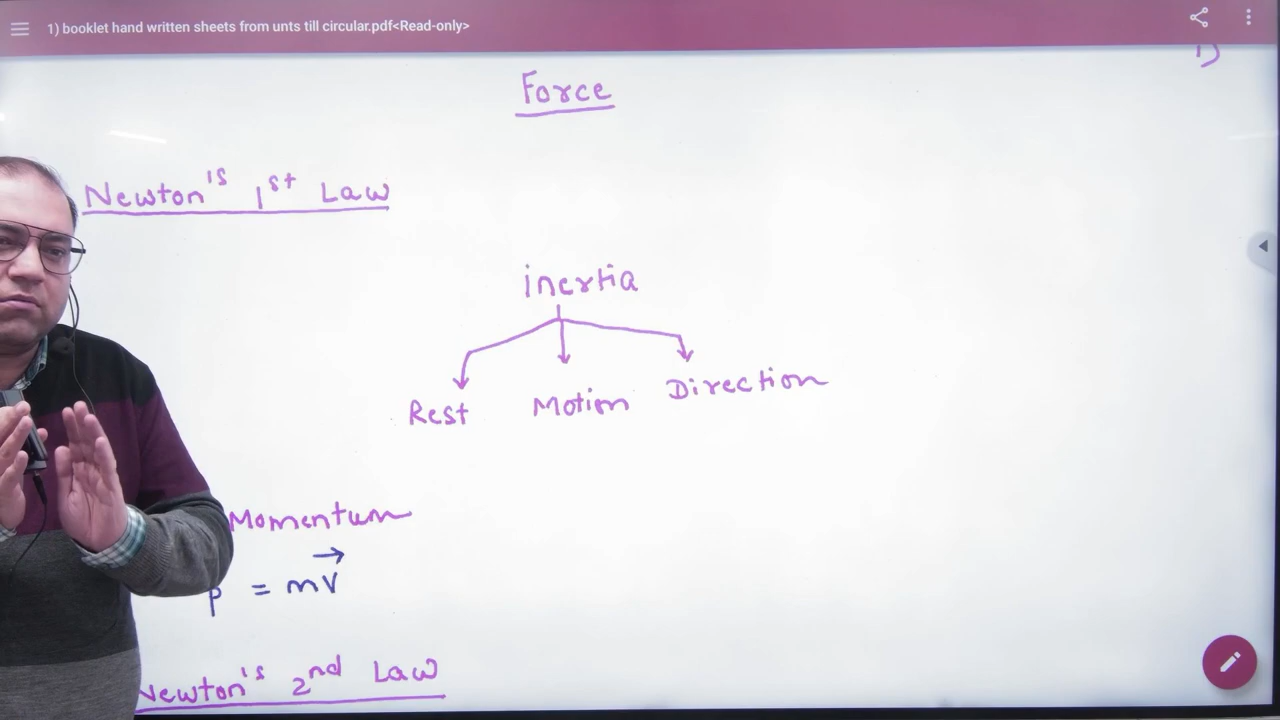 1) booklet hand written sheets from unts till circular.pdf<Read-only>
1)
Force
Newton's 1st Law
inertia
Rest Motion Direction
Momentum
p = mv
Newton's 2nd Law